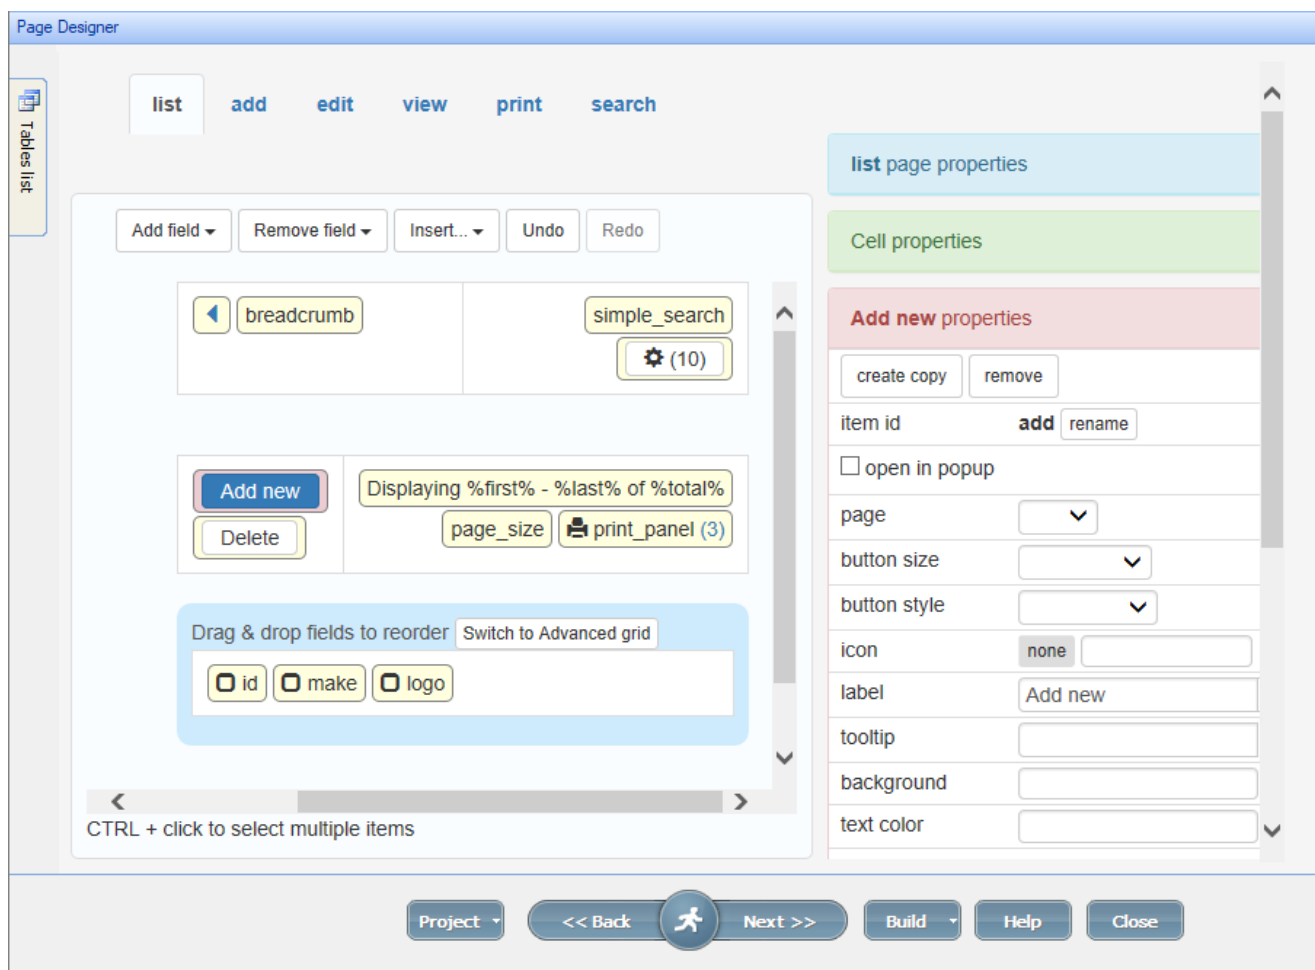 Page Designer
Tables list
list add edit view print search
list page properties
Add field Remove field Insert... Undo Redo
Cell properties
breadcrumb simple_search
(10)
Add new properties
create copy remove
item id add rename
open in popup
Add new Displaying %first% - %last% of %total%
Delete page_size print_panel (3)
page
button size
button style
Drag & drop fields to reorder Switch to Advanced grid
id make logo
icon none
label Add new
tooltip
background
text color
CTRL + click to select multiple items
Project << Back Next >> Build Help Close